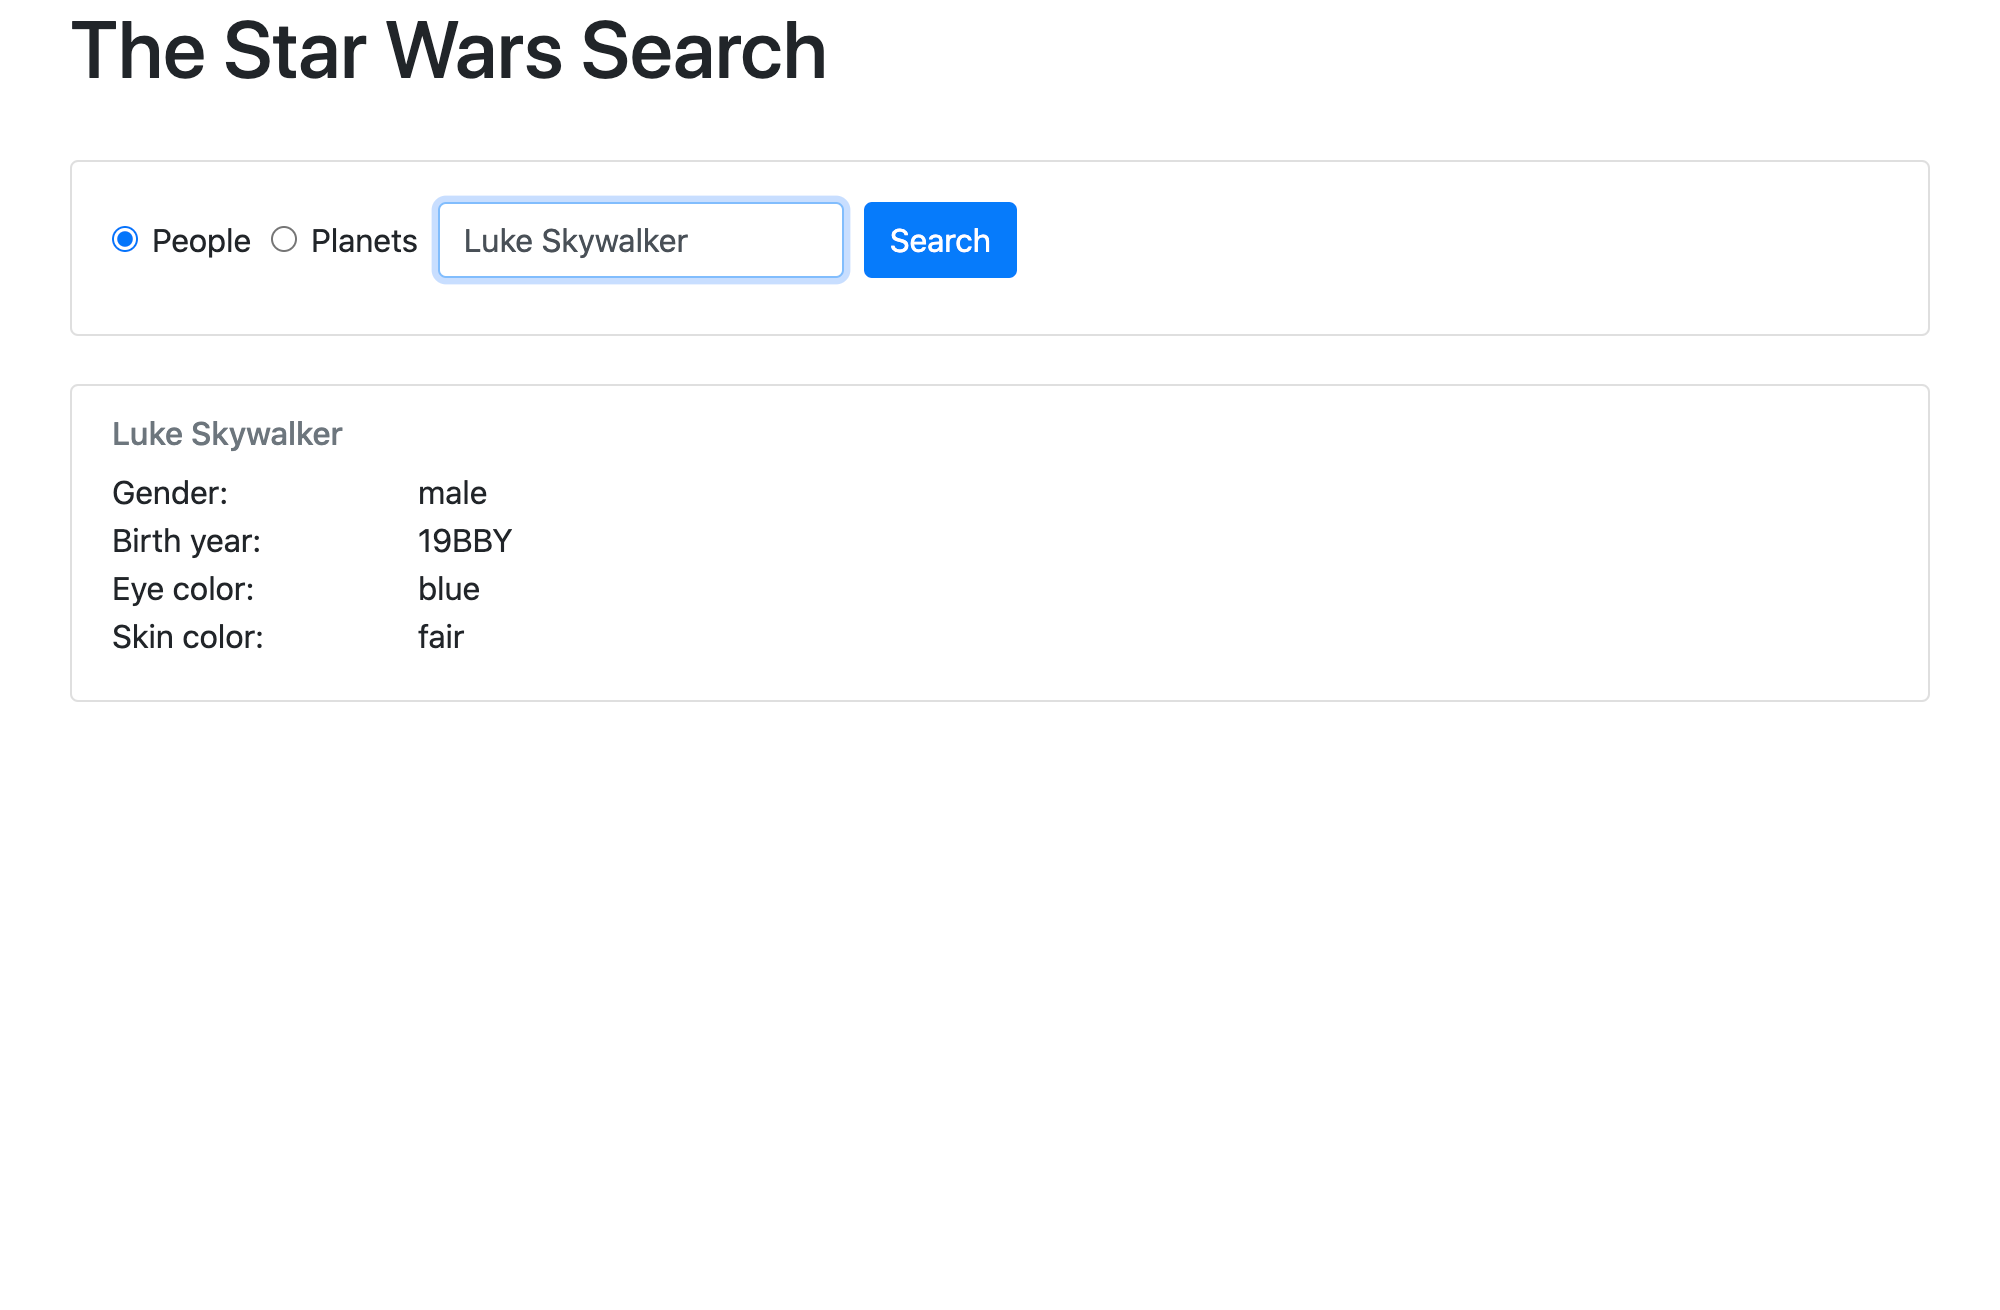 The Star Wars Search
People Planets Luke Skywalker Search
Luke Skywalker
Gender: male
Birth year: 19BBY
Eye color: blue
Skin color: fair